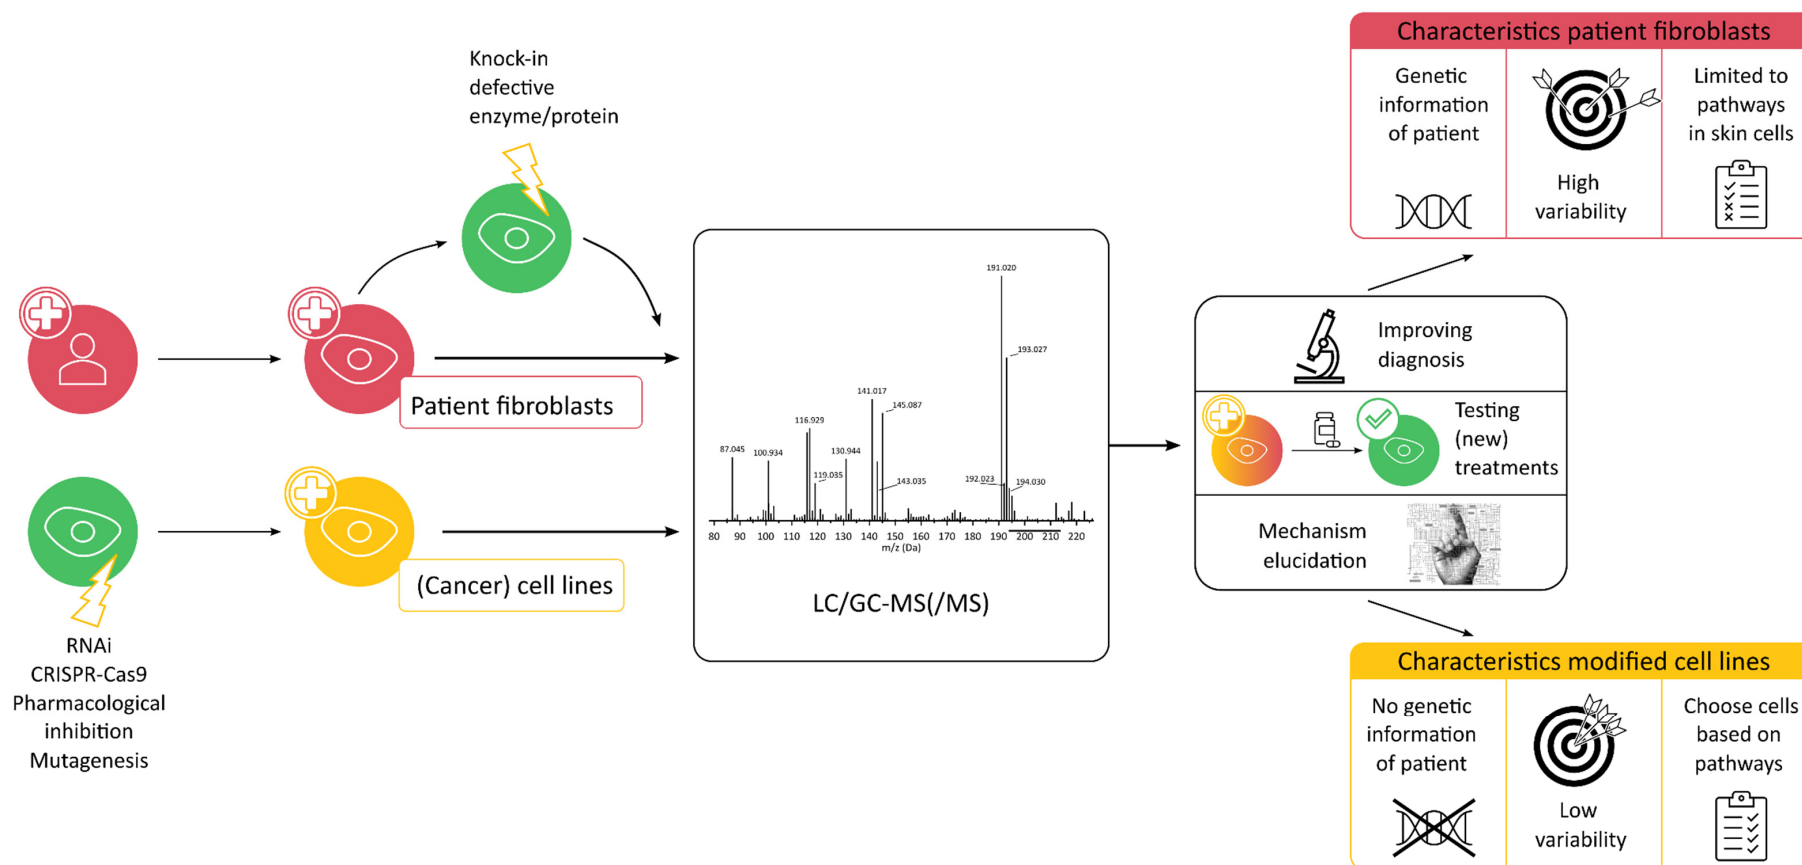 Knock-in
defective
enzyme/protein
Patient fibroblasts
(Cancer) cell lines
RNAi
CRISPR-Cas9
Pharmacological
inhibition
Mutagenesis
191.020
193.027
141.017
145.087
116.929
87.045
100.934
130.944
119.035
143.035
192.023
194.030
80 90 100 110 120 130 140 150 160 170 180 190 200 210 220
m/z (Da)
LC/GC-MS(/MS)
Improving
diagnosis
Testing
(new)
treatments
Mechanism
elucidation
Characteristics patient fibroblasts
Genetic
information
of patient
High
variability
Limited to
pathways
in skin cells
Characteristics modified cell lines
No genetic
information
of patient
Low
variability
Choose cells
based on
pathways